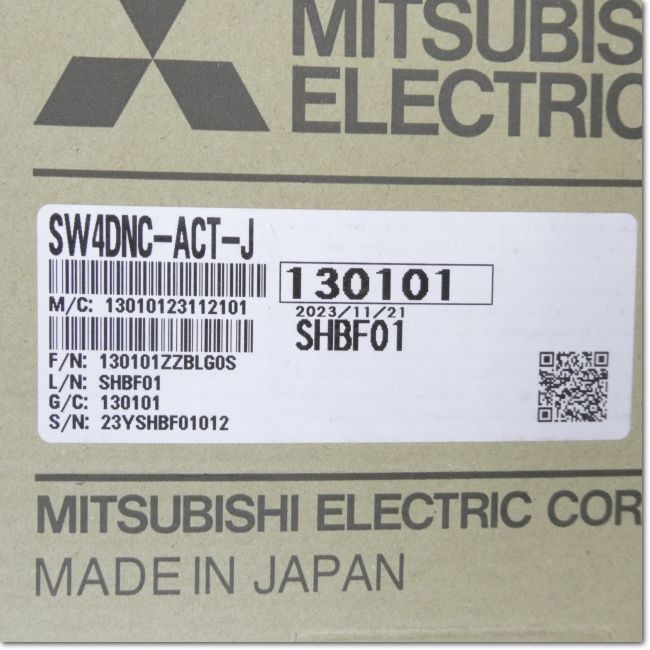 MITSUBIS
ELECTRIC
SW4DNC-ACT-J
130101
M/C: 13010123112101
2023/11/21
SHBF01
F/N: 130101ZZBLG0S
L/N: SHBF01
G/C: 130101
S/N: 23YSHBF01012
MITSUBISHI ELECTRIC COR
MADE IN JAPAN